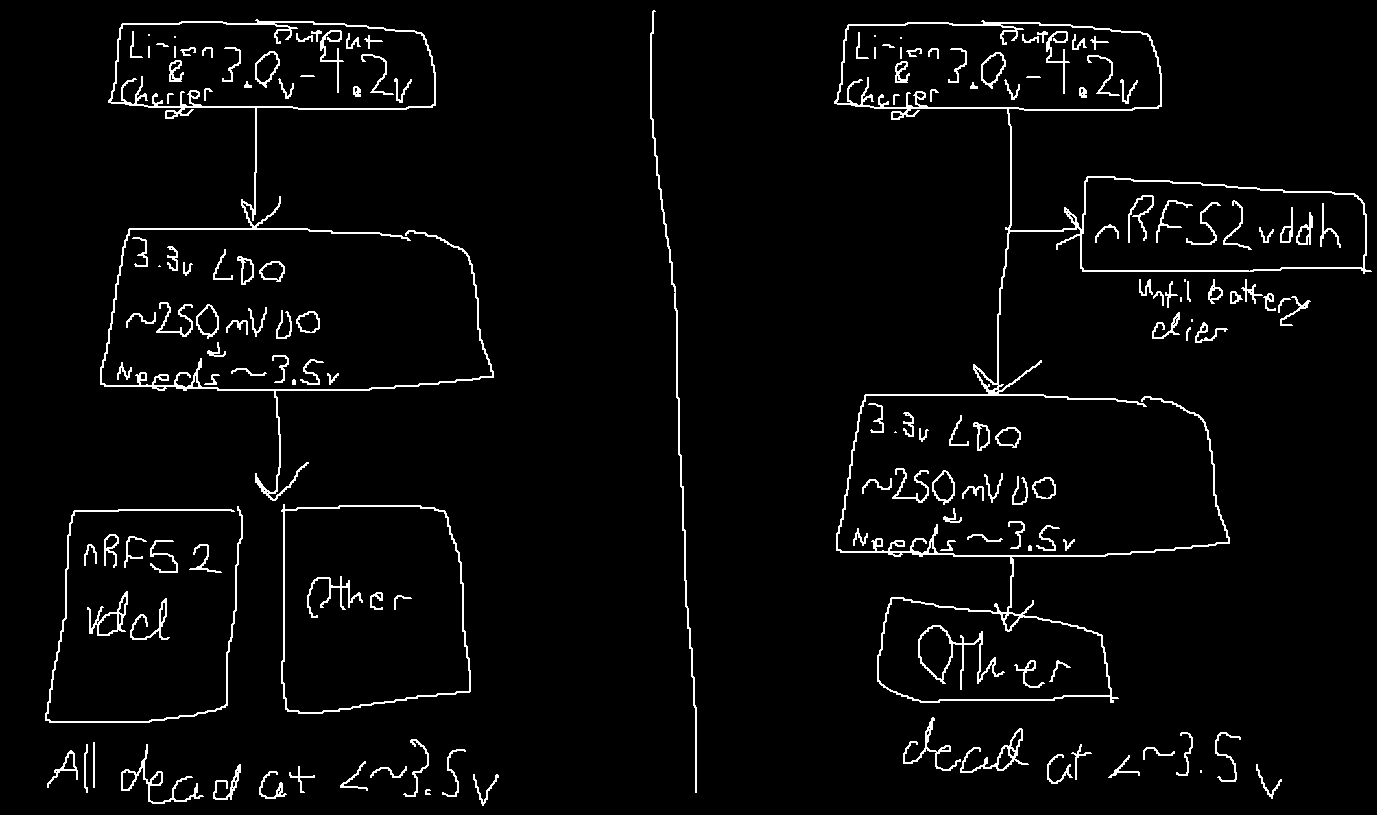 Li-ion output
& 3.0v-4.2v
Charger
3.3v LDO
~250mV DO
Needs ~3.5v
nRF52
vdd
Other
All dead at <~3.5v
Li-ion output
& 3.0v-4.2v
Charger
nRF52 vddh
until battery
dies
3.3v LDO
~250mV DO
Needs ~3.5v
Other
dead at <~3.5v